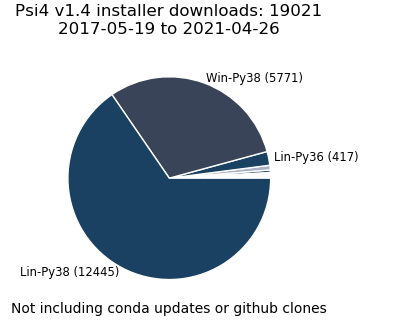 Psi4 v1.4 installer downloads: 19021
2017-05-19 to 2021-04-26
Win-Py38 (5771)
Lin-Py36 (417)
Lin-Py38 (12445)
Not including conda updates or github clones